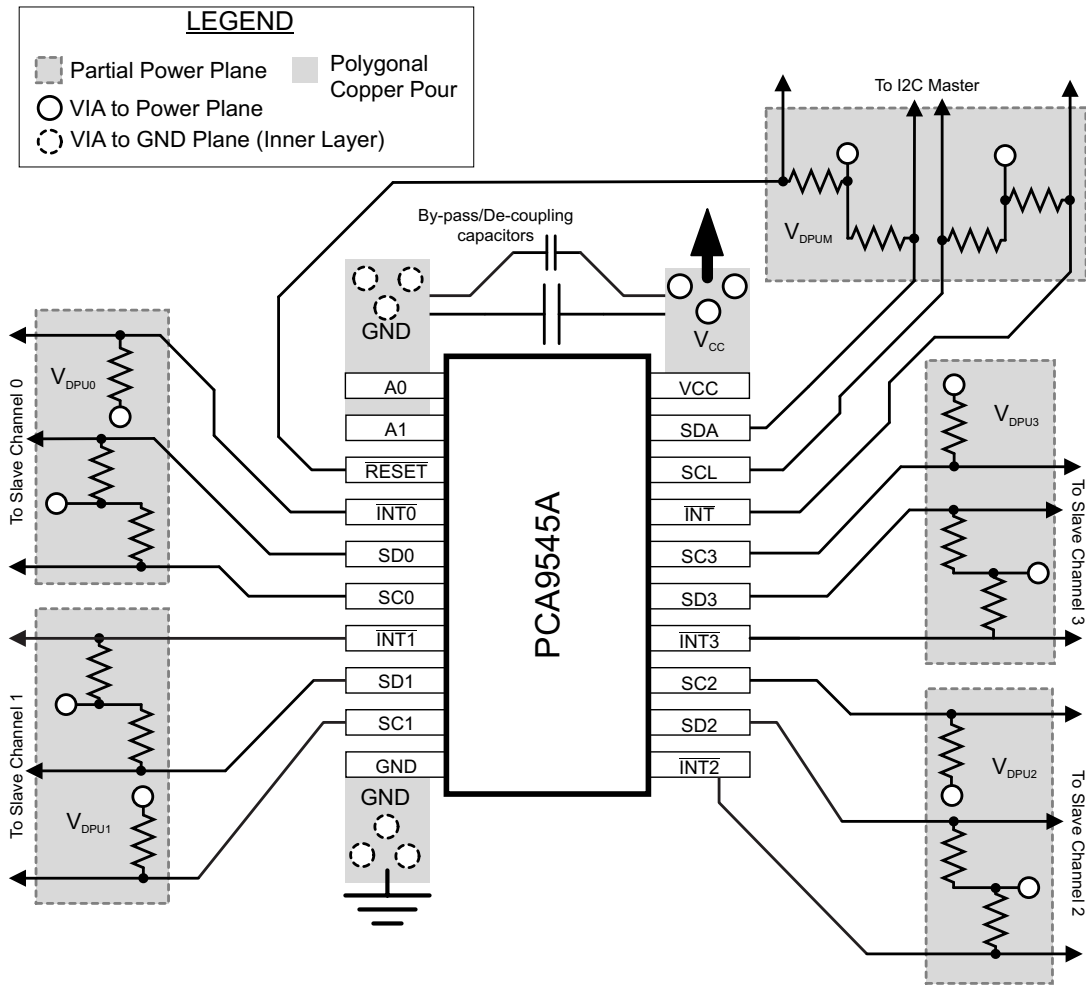 LEGEND
Partial Power Plane
Polygonal
Copper Pour
VIA to Power Plane
VIA to GND Plane (Inner Layer)
To I2C Master
By-pass/De-coupling
capacitors
VDPUM
GND
VCC
VDPU0
To Slave Channel 0
VDPU1
To Slave Channel 1
A0
A1
RESET
INT0
SD0
SC0
INT1
SD1
SC1
GND
GND
PCA9545A
VCC
SDA
SCL
INT
SC3
SD3
INT3
SC2
SD2
INT2
VDPU3
To Slave Channel 3
VDPU2
To Slave Channel 2